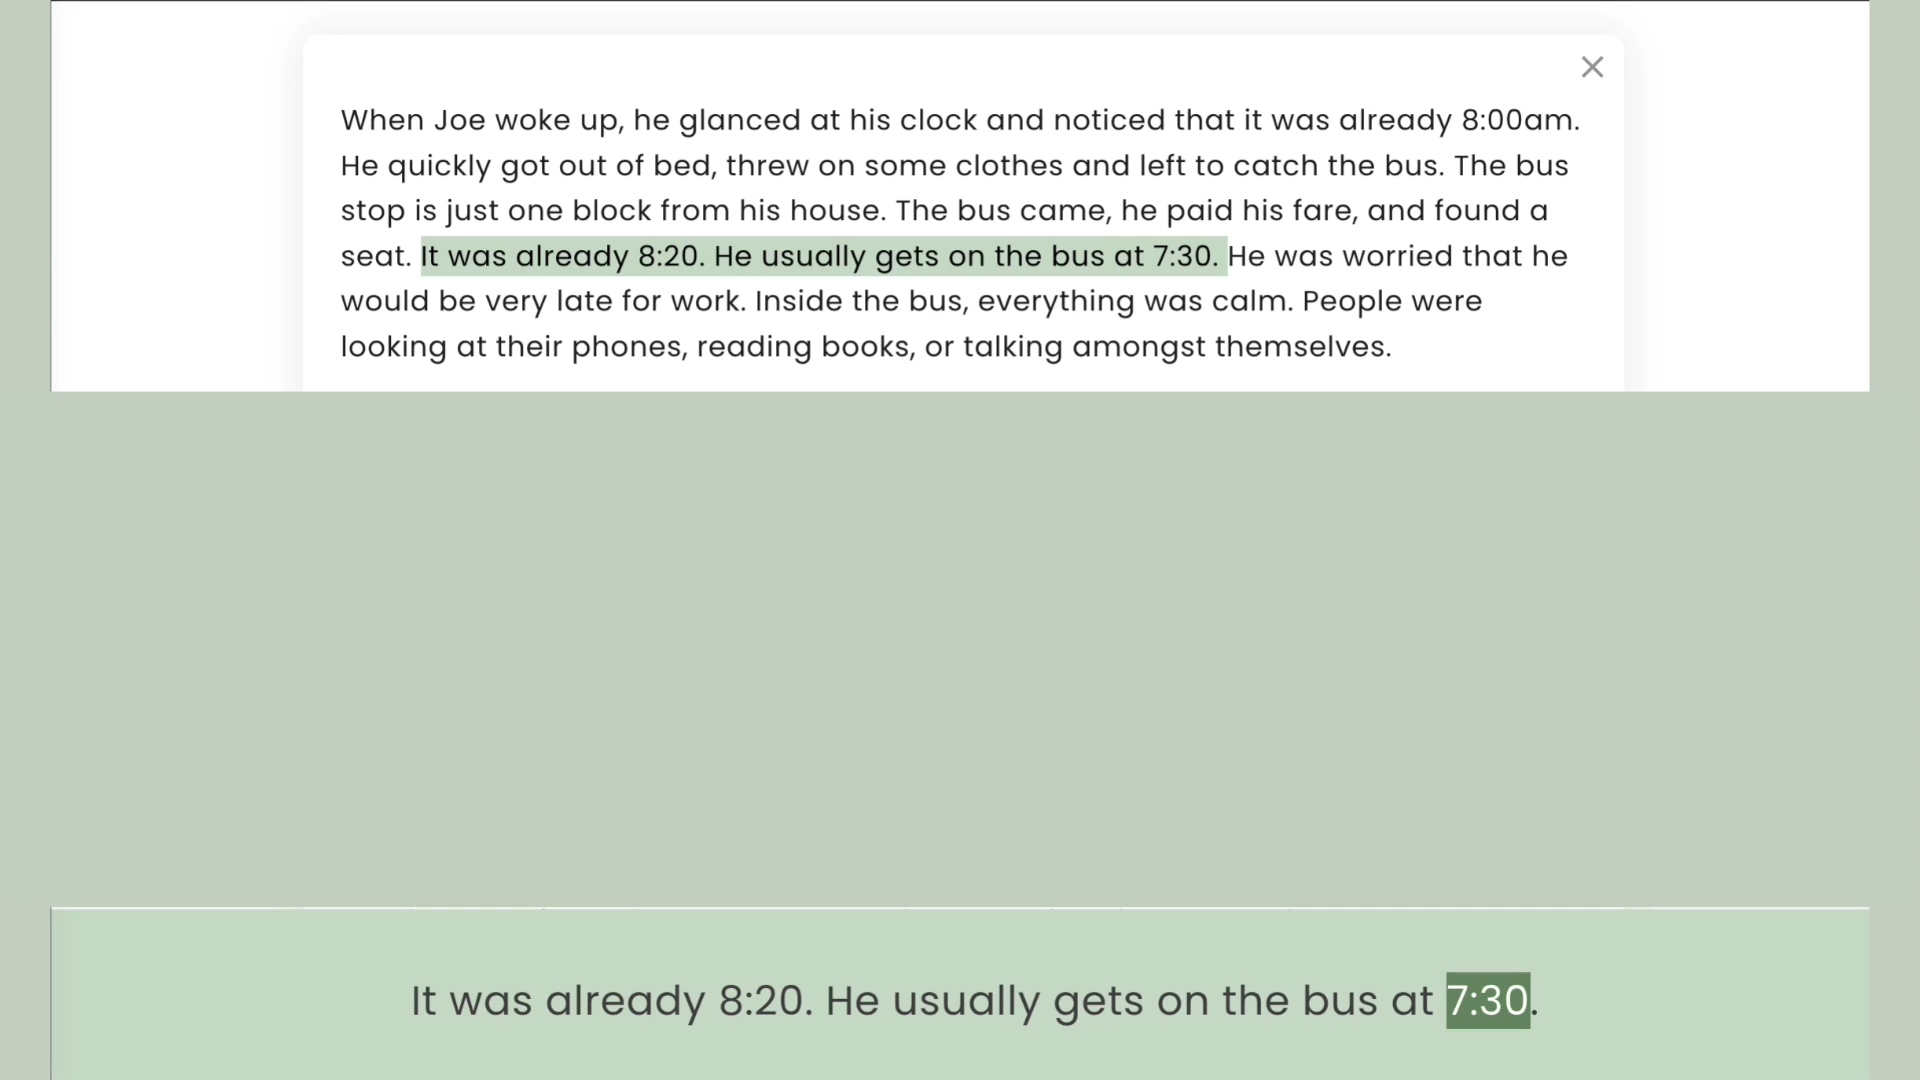 When Joe woke up, he glanced at his clock and noticed that it was already 8:00am.
He quickly got out of bed, threw on some clothes and left to catch the bus. The bus
stop is just one block from his house. The bus came, he paid his fare, and found a
seat. It was already 8:20. He usually gets on the bus at 7:30. He was worried that he
would be very late for work. Inside the bus, everything was calm. People were
looking at their phones, reading books, or talking amongst themselves.
It was already 8:20. He usually gets on the bus at 7:30.